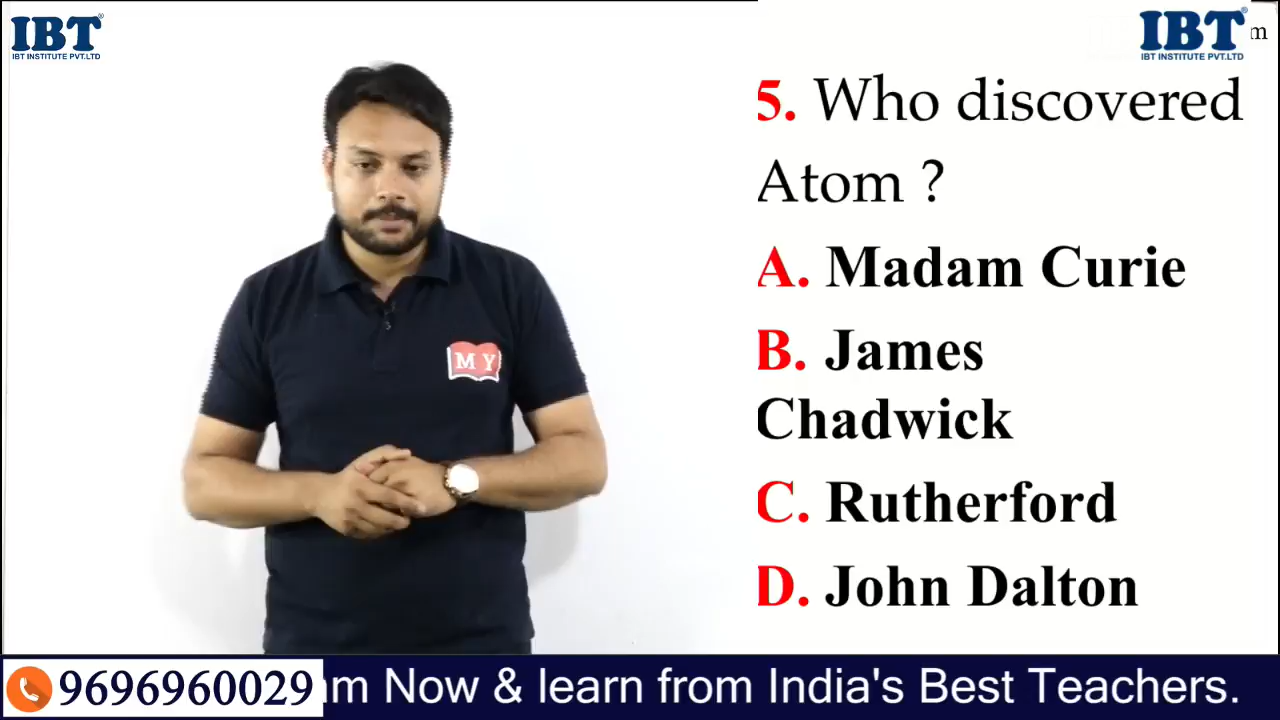 IBT
IBT INSTITUTE PVT.LTD
IBT
IBT INSTITUTE PVT.LTD
m
5. Who discovered
Atom ?
A. Madam Curie
B. James
Chadwick
C. Rutherford
D. John Dalton
M Y
9696960029
am Now & learn from India's Best Teachers.